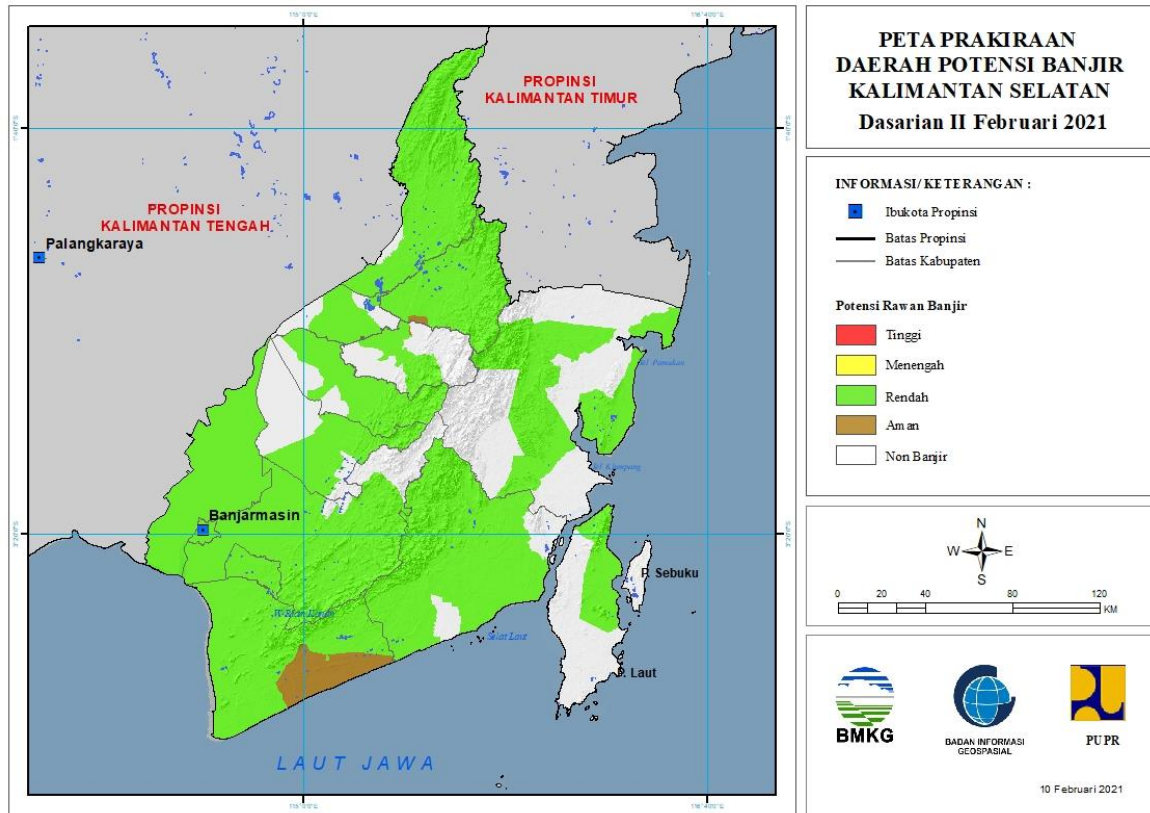 PETA PRAKIRAAN
DAERAH POTENSI BANJIR
KALIMANTAN SELATAN
Dasarian II Februari 2021
INFORMASI/ KETERANGAN :
Ibukota Propinsi
Batas Propinsi
Batas Kabupaten
Potensi Rawan Banjir
Tinggi
Menengah
Rendah
Aman
Non Banjir
N
W
E
S
0 20 40 80 120
KM
BMKG
BADAN INFORMASI
GEOSPASIAL
PUPR
10 Februari 2021
PROPINSI
KALIMANTAN TIMUR
PROPINSI
KALIMANTAN TENGAH
Palangkaraya
Banjarmasin
P. Sebuku
Selat Laut
Laut
LAUT JAWA